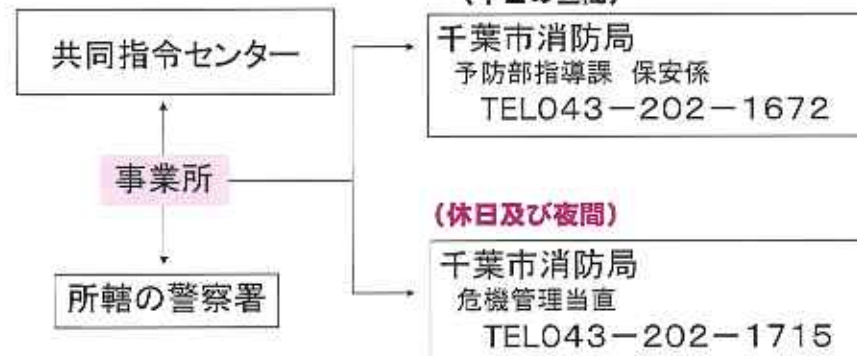 共同指令センター
千葉市消防局
予防部指導課 保安係
TEL043－202－1672
事業所
(休日及び夜間)
所轄の警察署
千葉市消防局
危機管理当直
TEL043－202－1715